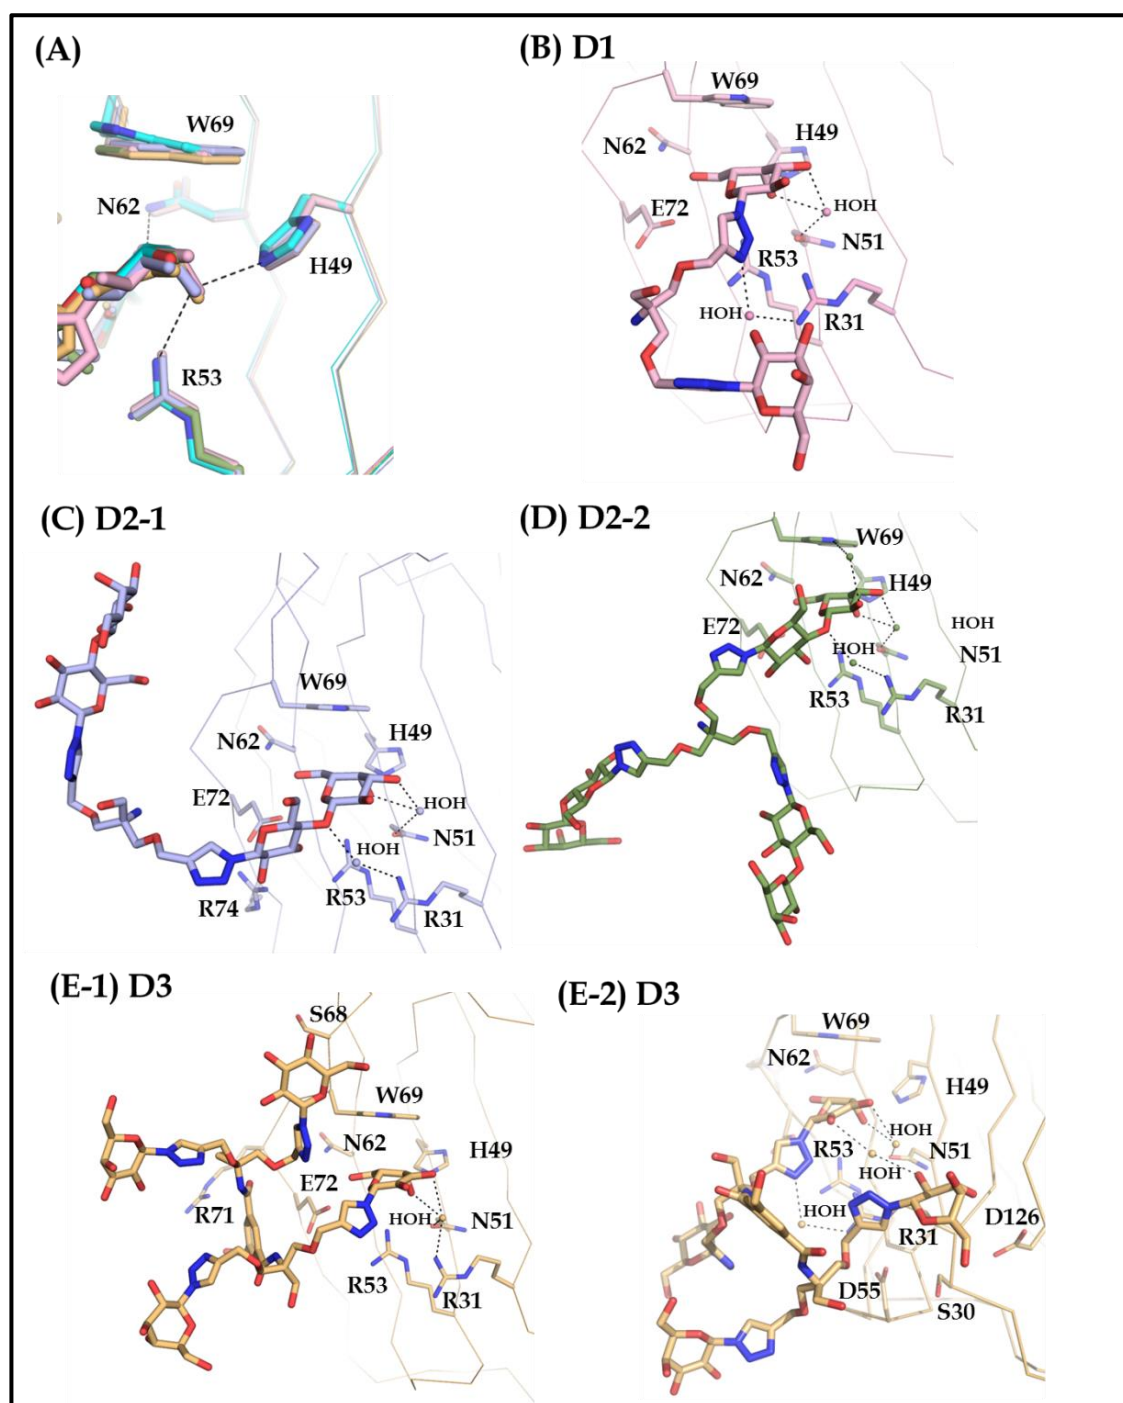 (A)
W69
N62
H49
R53
(B) D1
W69
H49
N62
E72
HOH
N51
R53
HOH
R31
(C) D2-1
W69
N62
H49
E72
HOH
N51
HOH
R74
R53
R31
(D) D2-2
W69
N62
H49
E72
HOH
HOH
N51
R53
R31
(E-1) D3
S68
W69
N62
H49
E72
R71
HOH
N51
R53
R31
(E-2) D3
W69
N62
H49
HOH
R53
N51
HOH
HOH
R31
D126
D55
S30